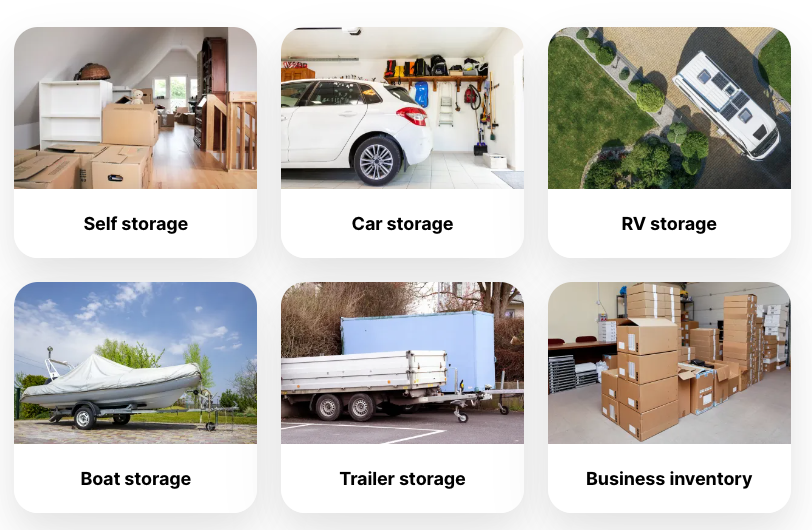 Self storage
Car storage
RV storage
Boat storage
Trailer storage
Business inventory